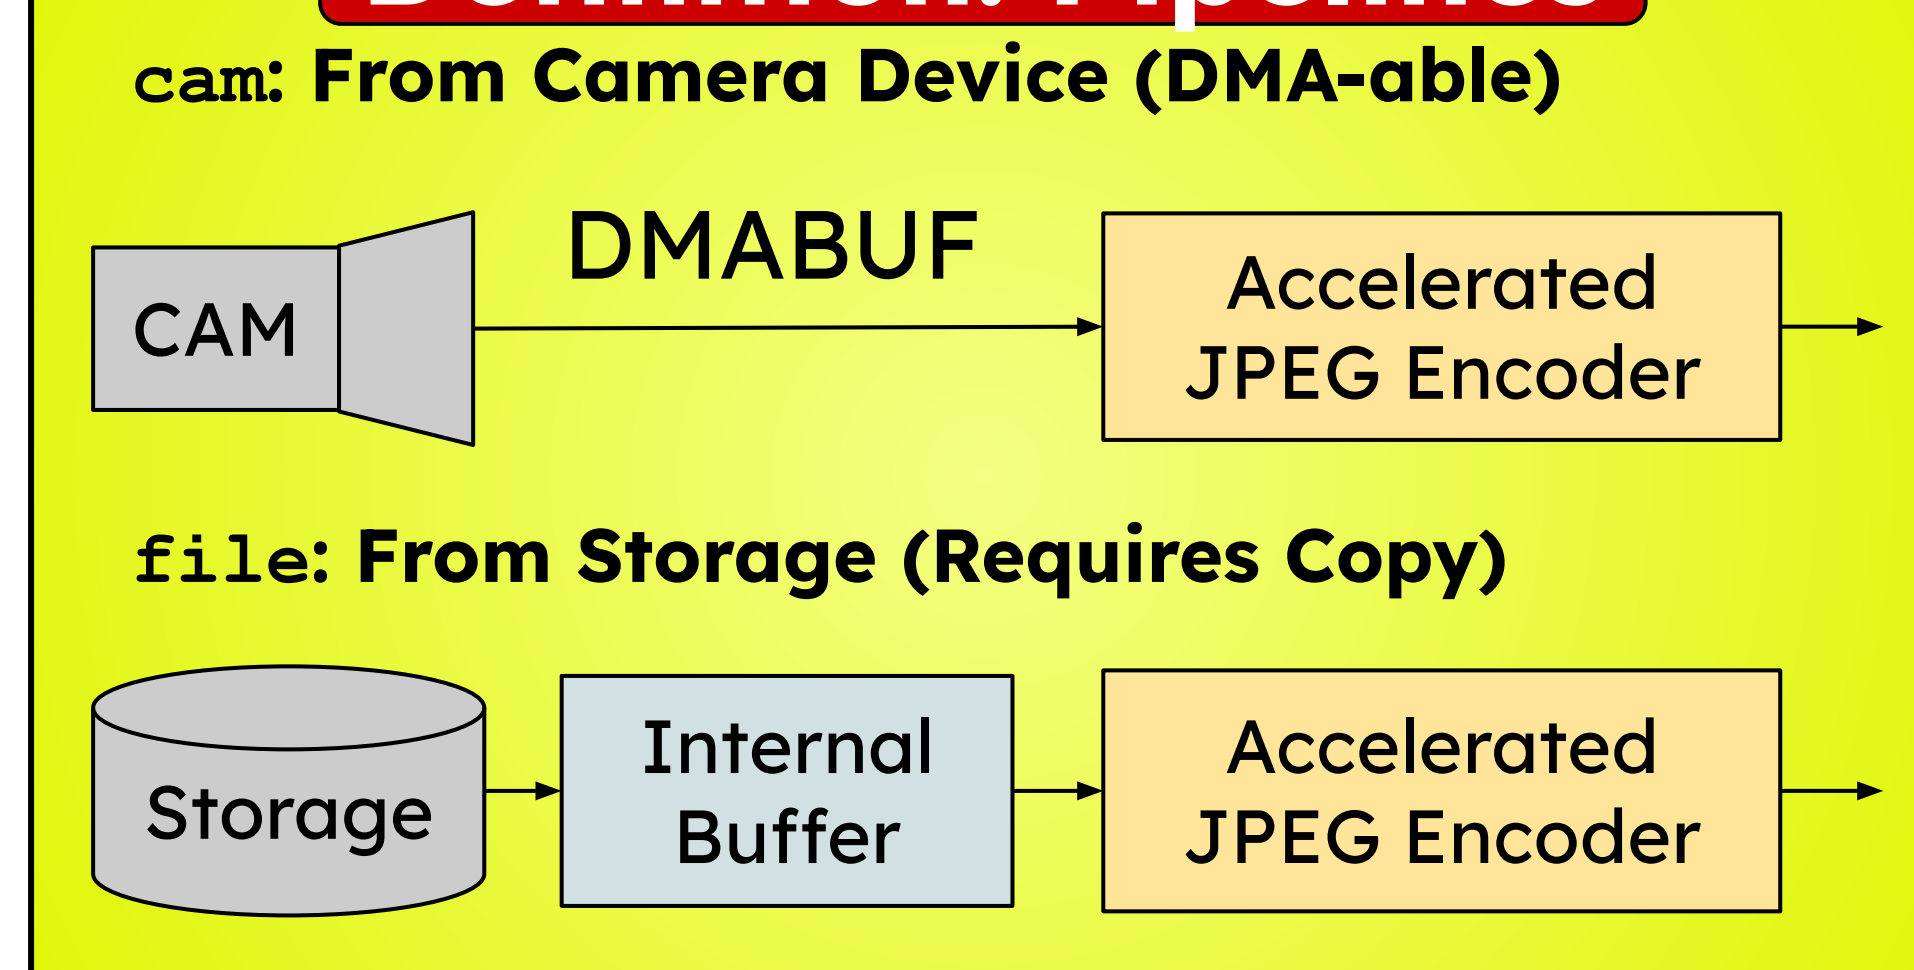 cam: From Camera Device (DMA-able)
DMABUF
CAM
Accelerated
JPEG Encoder
file: From Storage (Requires Copy)
Storage
Internal
Buffer
Accelerated
JPEG Encoder